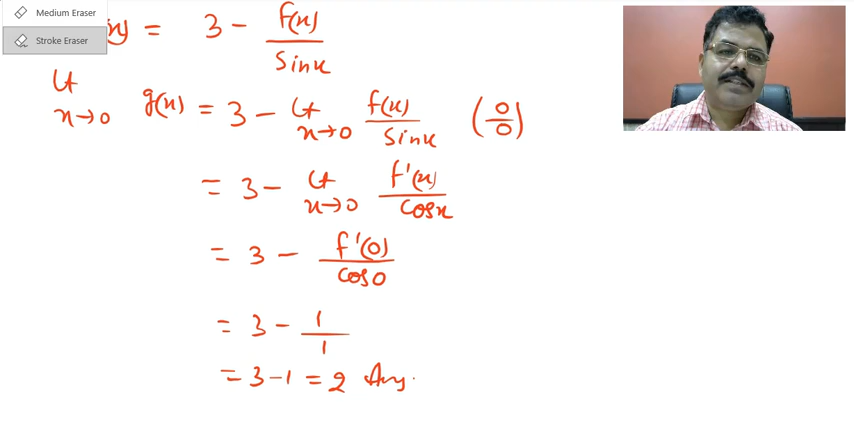 Medium Eraser
Stroke Eraser
x) = 3 - f(x)/sinx
Lt x→0 g(x) = 3 - Lt x→0 f(x)/sinx (0/0)
= 3 - Lt x→0 f'(x)/cosx
= 3 - f'(0)/cos0
= 3 - 1/1
= 3-1 = 2 Ans.